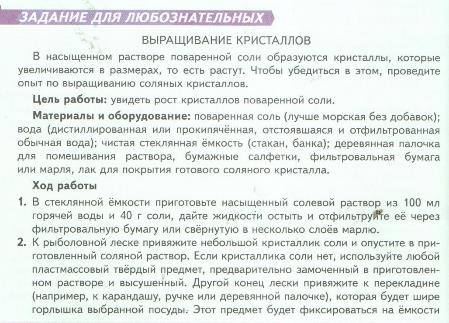 ЗАДАНИЕ ДЛЯ ЛЮБОЗНАТЕЛЬНЫХ
ВЫРАЩИВАНИЕ КРИСТАЛЛОВ
В насыщенном растворе поваренной соли образуются кристаллы, которые
увеличиваются в размерах, то есть растут. Чтобы убедиться в этом, проведите
опыт по выращиванию соляных кристаллов.
Цель работы: увидеть рост кристаллов поваренной соли.
Материалы и оборудование: поваренная соль (лучше морская без добавок);
вода (дистиллированная или прокипячённая, отстоявшаяся и отфильтрованная
обычная вода); чистая стеклянная ёмкость (стакан, банка); деревянная палочка
для помешивания раствора, бумажные салфетки, фильтровальная бумага
или марля, лак для покрытия готового соляного кристалла.
Ход работы
1. В стеклянной ёмкости приготовьте насыщенный солевой раствор из 100 мл
горячей воды и 40 г соли, дайте жидкости остыть и отфильтруйте её через
фильтровальную бумагу или свёрнутую в несколько слоёв марлю.
2. К рыболовной леске привяжите небольшой кристаллик соли и опустите в при-
готовленный соляной раствор. Если кристаллика соли нет, используйте любой
пластмассовый твёрдый предмет, предварительно замоченный в приготовлен-
ном растворе и высушенный. Другой конец лески привяжите к перекладине
(например, к карандашу, ручке или деревянной палочке), которая будет шире
горлышка выбранной посуды. Этот предмет будет фиксироваться на ёмкости